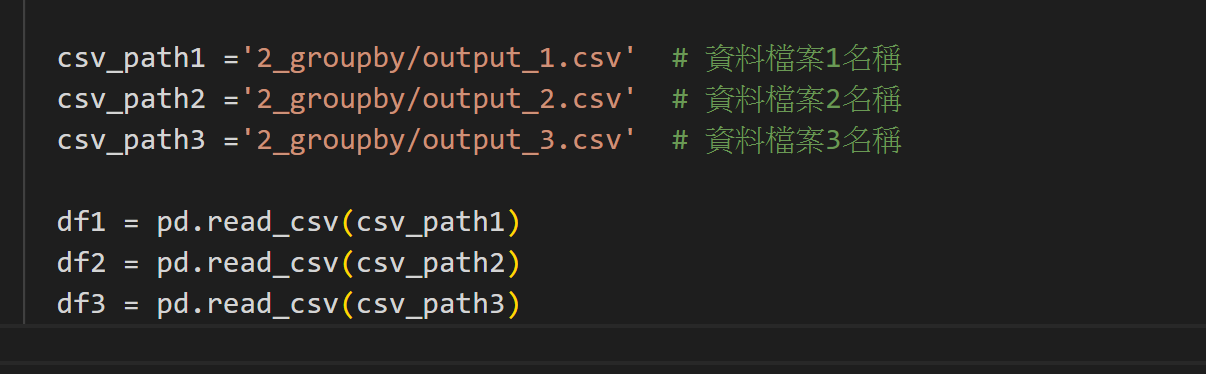 csv_path1 ='2_groupby/output_1.csv'  # 資料檔案1名稱
csv_path2 ='2_groupby/output_2.csv'  # 資料檔案2名稱
csv_path3 ='2_groupby/output_3.csv'  # 資料檔案3名稱
df1 = pd.read_csv(csv_path1)
df2 = pd.read_csv(csv_path2)
df3 = pd.read_csv(csv_path3)